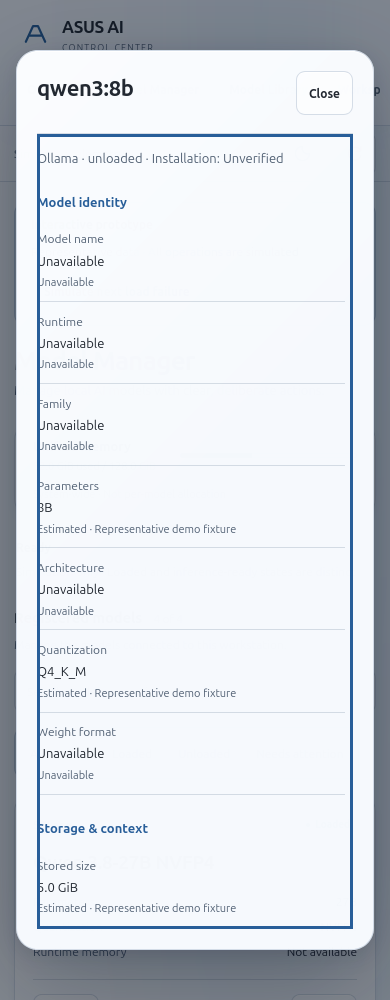 ASUS AI
CONTROL CENTER
qwen3:8b
Close
Ollama · unloaded · Installation: Unverified
Model identity
Model name
Unavailable
Unavailable
Runtime
Unavailable
Unavailable
Family
Unavailable
Unavailable
Parameters
8B
Estimated · Representative demo fixture
Architecture
Unavailable
Unavailable
Quantization
Q4_K_M
Estimated · Representative demo fixture
Weight format
Unavailable
Unavailable
Storage & context
Stored size
5.0 GiB
Estimated · Representative demo fixture
Runtime memory
Not available